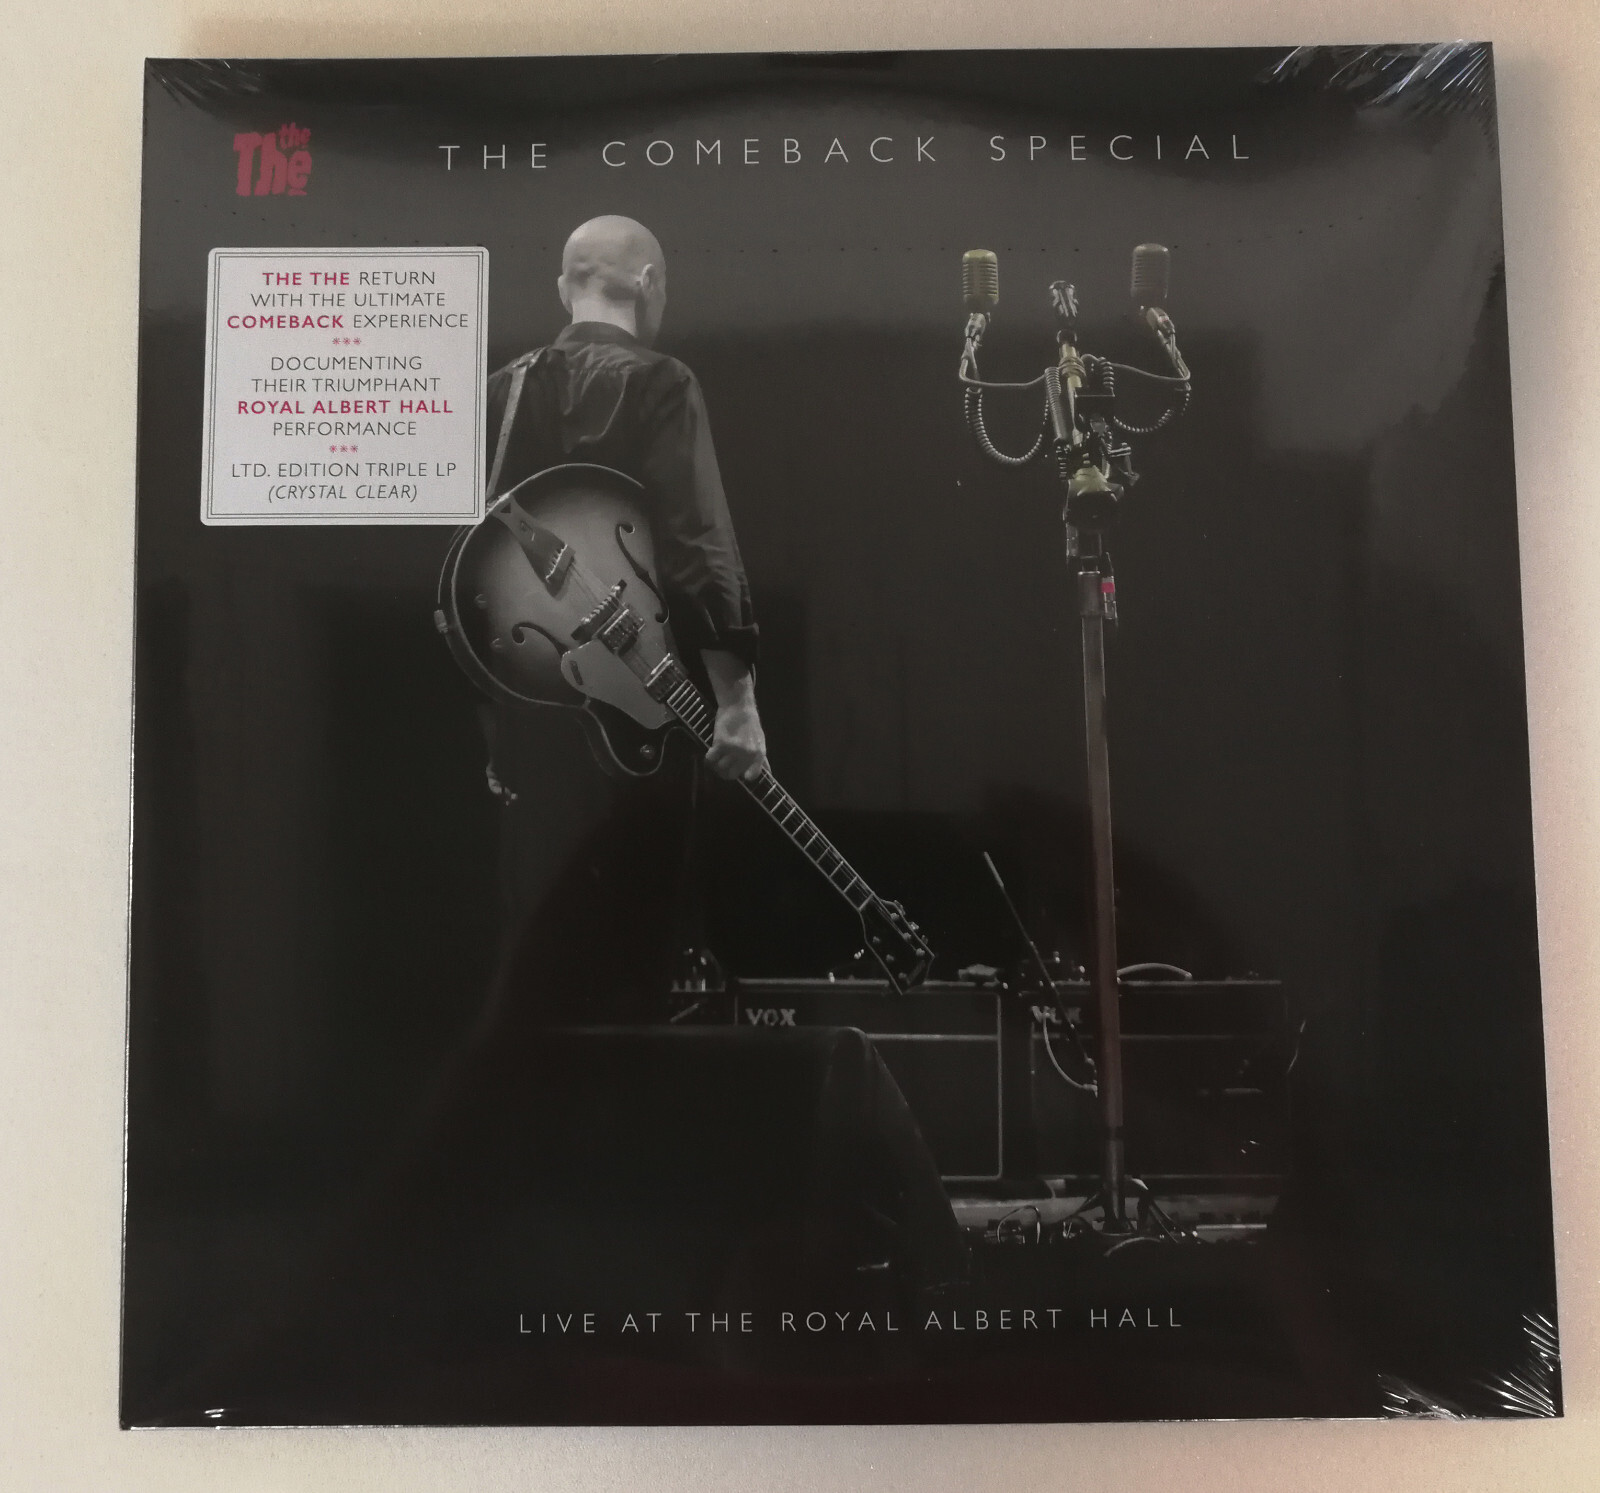 the
The
THE COMEBACK SPECIAL
THE THE RETURN
WITH THE ULTIMATE
COMEBACK EXPERIENCE
***
DOCUMENTING
THEIR TRIUMPHANT
ROYAL ALBERT HALL
PERFORMANCE
***
LTD. EDITION TRIPLE LP
(CRYSTAL CLEAR)
VOX
VOX
LIVE AT THE ROYAL ALBERT HALL